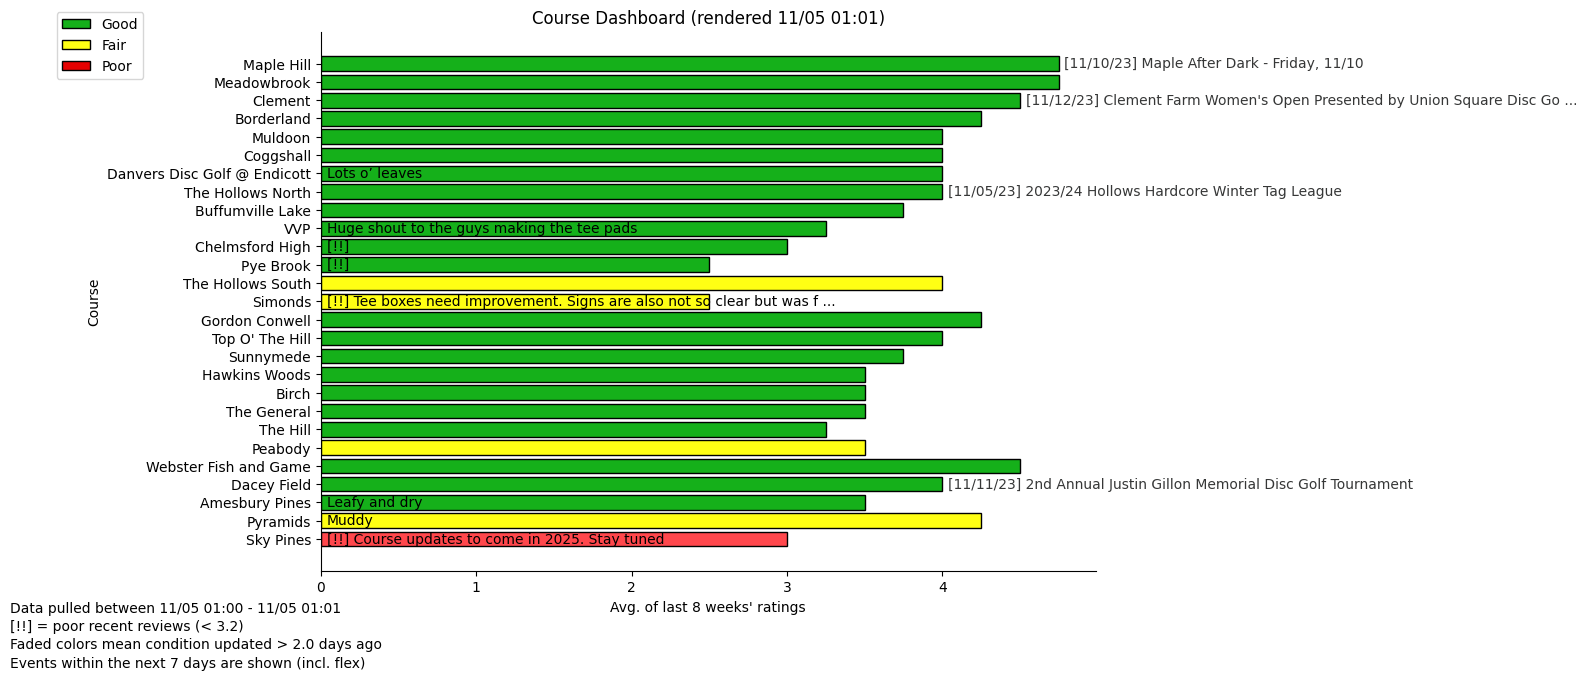 Course Dashboard (rendered 11/05 01:01)
Good
Fair
Poor
Course
Maple Hill [11/10/23] Maple After Dark - Friday, 11/10
Meadowbrook
Clement [11/12/23] Clement Farm Women's Open Presented by Union Square Disc Go ...
Borderland
Muldoon
Coggshall
Danvers Disc Golf @ Endicott Lots o’ leaves
The Hollows North [11/05/23] 2023/24 Hollows Hardcore Winter Tag League
Buffumville Lake
VVP Huge shout to the guys making the tee pads
Chelmsford High [!!]
Pye Brook [!!]
The Hollows South
Simonds [!!] Tee boxes need improvement. Signs are also not so clear but was f ...
Gordon Conwell
Top O' The Hill
Sunnymede
Hawkins Woods
Birch
The General
The Hill
Peabody
Webster Fish and Game
Dacey Field [11/11/23] 2nd Annual Justin Gillon Memorial Disc Golf Tournament
Amesbury Pines Leafy and dry
Pyramids Muddy
Sky Pines [!!] Course updates to come in 2025. Stay tuned
0 1 2 3 4
Avg. of last 8 weeks' ratings
Data pulled between 11/05 01:00 - 11/05 01:01
[!!] = poor recent reviews (< 3.2)
Faded colors mean condition updated > 2.0 days ago
Events within the next 7 days are shown (incl. flex)